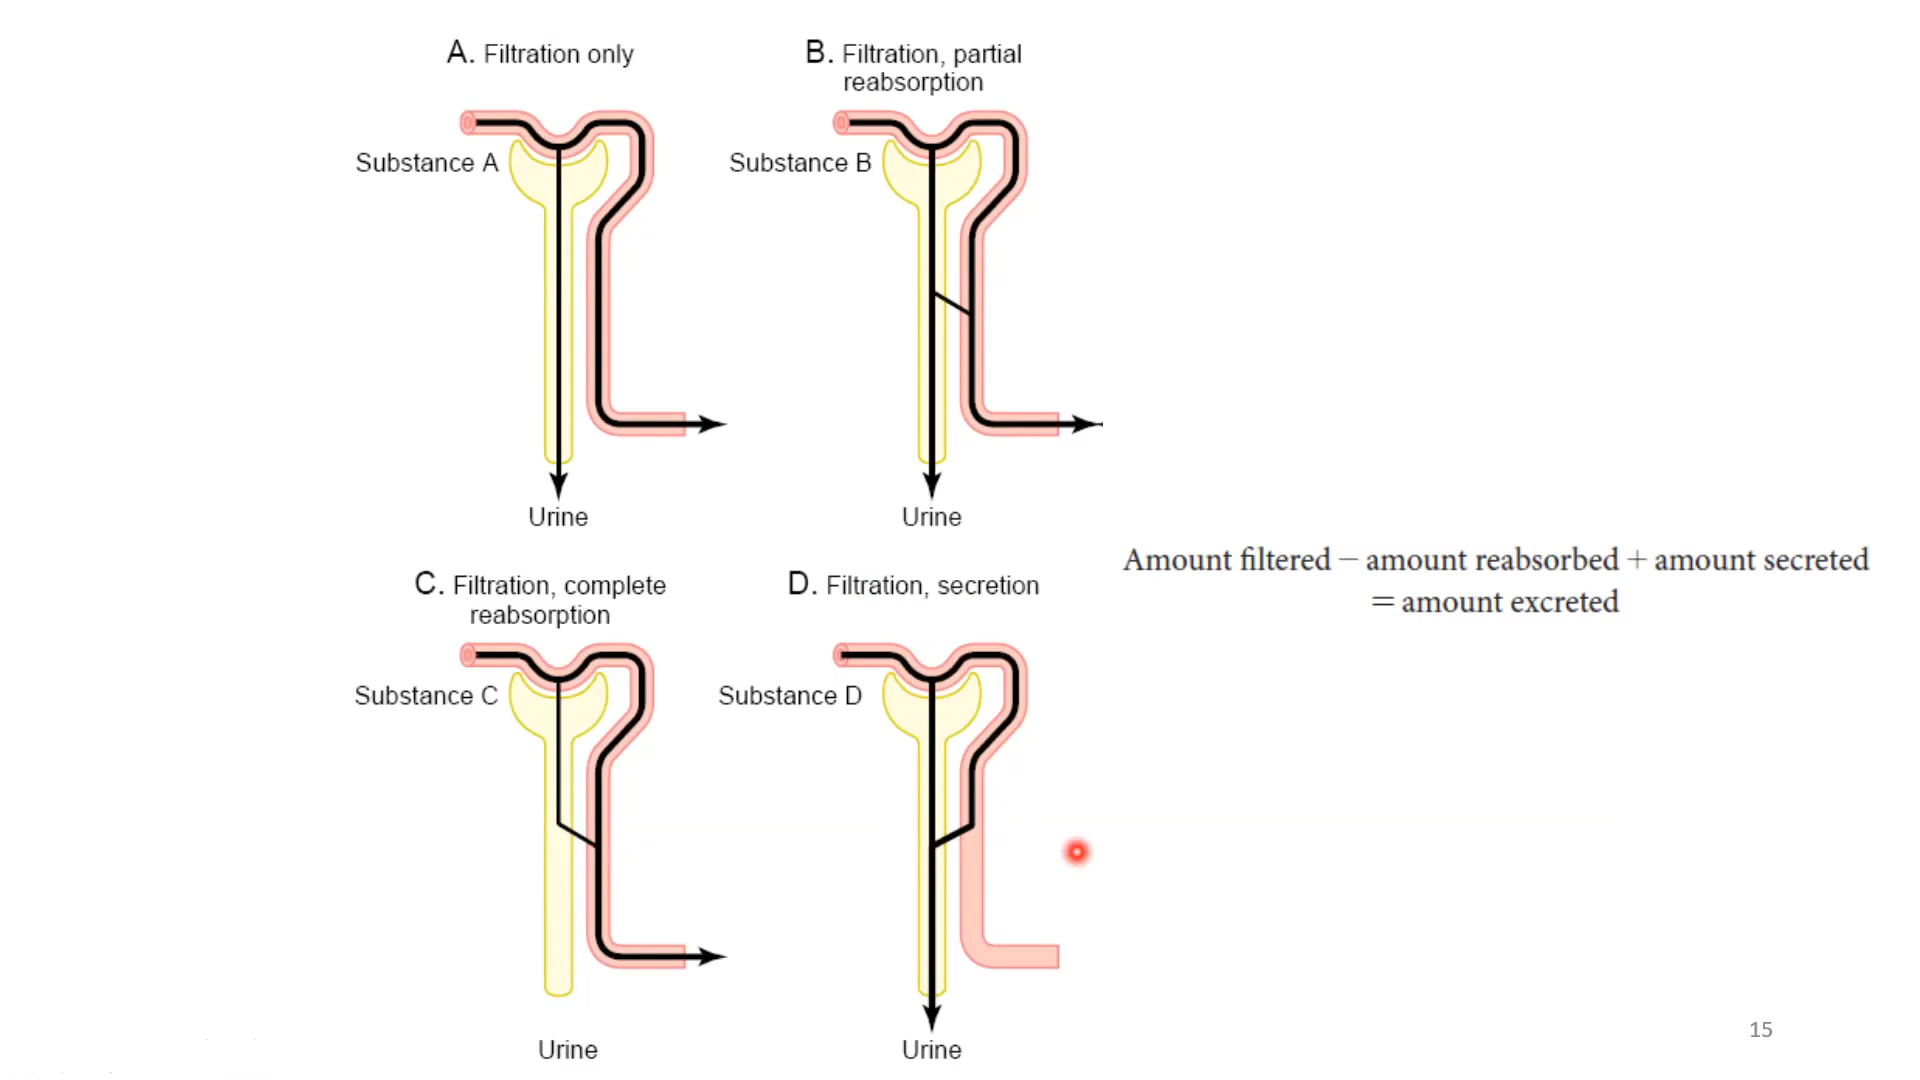 A. Filtration only
B. Filtration, partial
reabsorption
Substance A
Substance B
Urine
Urine
Amount filtered − amount reabsorbed + amount secreted
= amount excreted
C. Filtration, complete
reabsorption
D. Filtration, secretion
Substance C
Substance D
Urine
Urine
15